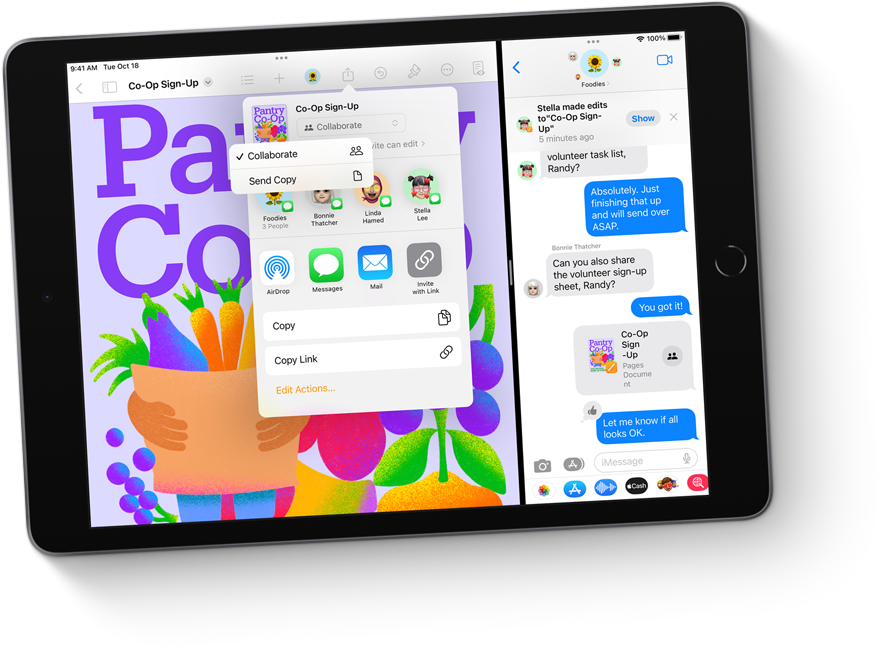 9:41 AM Tue Oct 18
100%
Co-Op Sign-Up
Pa
Co
Pantry
Co-Op
Co-Op Sign-Up
Collaborate
vite can edit
Collaborate
Send Copy
Foodies
3 People
Bonnie
Thatcher
Linda
Hamed
Stella
Lee
AirDrop
Messages
Mail
Invite
with Link
Copy
Copy Link
Edit Actions...
Foodies
Stella made edits
to"Co-Op Sign-
Up"
5 minutes ago
Show
volunteer task list,
Randy?
Absolutely. Just
finishing that up
and will send over
ASAP.
Bonnie Thatcher
Can you also share
the volunteer sign-up
sheet, Randy?
You got it!
Pantry
Co-Op
Co-Op
Sign
-Up
Pages
Docume
nt
Let me know if all
looks OK.
iMessage
Cash